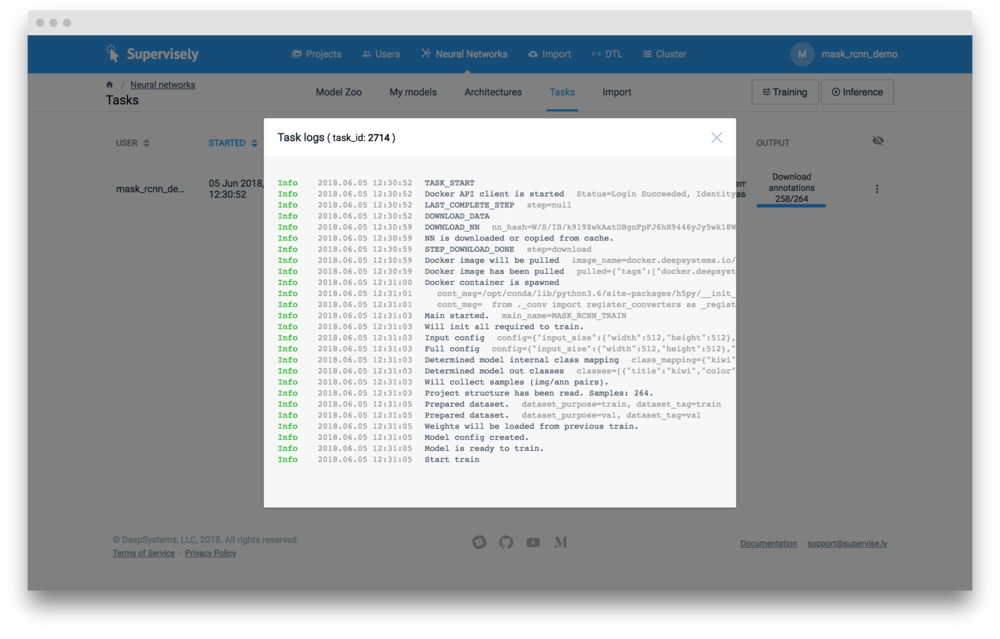 Supervisely
Projects
Users
Neural Networks
Import
DTL
Cluster
M
mask_rcnn_demo
/ Neural networks
Tasks
Model Zoo
My models
Architectures
Tasks
Import
Training
Inference
USER
STARTED
OUTPUT
mask_rcnn_de...
05 Jun 2018,
12:30:52
Download
annotations
258/264
Task logs ( task_id: 2714 )
Info 2018.06.05 12:30:52 TASK_START
Info 2018.06.05 12:30:52 Docker API client is started Status=Login Succeeded, Identity
Info 2018.06.05 12:30:52 LAST_COMPLETE_STEP step=null
Info 2018.06.05 12:30:52 DOWNLOAD_DATA
Info 2018.06.05 12:30:59 DOWNLOAD_NN
Info 2018.06.05 12:30:59 NN is downloaded or copied from cache.
Info 2018.06.05 12:30:59 STEP_DOWNLOAD_DONE step=download
Info 2018.06.05 12:30:59 Docker image will be pulled image_name=docker.deepsystems.io/
Info 2018.06.05 12:30:59 Docker image has been pulled pulled={"tags":["docker.deepsyst
Info 2018.06.05 12:31:00 Docker container is spawned
Info 2018.06.05 12:31:01 cont_msg=/opt/conda/lib/python3.6/site-packages/h5py/__init_
Info 2018.06.05 12:31:01 cont_msg= from ._conv import register_converters as _regist
Info 2018.06.05 12:31:03 Main started. main_name=MASK_RCNN_TRAIN
Info 2018.06.05 12:31:03 Will init all required to train.
Info 2018.06.05 12:31:03 Input config config={"input_size":{"width":512,"height":512},
Info 2018.06.05 12:31:03 Full config config={"input_size":{"width":512,"height":512},"
Info 2018.06.05 12:31:03 Determined model internal class mapping class_mapping={"kiwi"
Info 2018.06.05 12:31:03 Determined model out classes classes=[{"title":"kiwi","color"
Info 2018.06.05 12:31:03 Will collect samples (img/ann pairs).
Info 2018.06.05 12:31:03 Project structure has been read. Samples: 264.
Info 2018.06.05 12:31:05 Prepared dataset. dataset_purpose=train, dataset_tag=train
Info 2018.06.05 12:31:05 Prepared dataset. dataset_purpose=val, dataset_tag=val
Info 2018.06.05 12:31:05 Weights will be loaded from previous train.
Info 2018.06.05 12:31:05 Model config created.
Info 2018.06.05 12:31:05 Model is ready to train.
Info 2018.06.05 12:31:05 Start train
© DeepSystems, LLC, 2018. All rights reserved.
Terms of Service · Privacy Policy
Documentation · support@supervise.ly